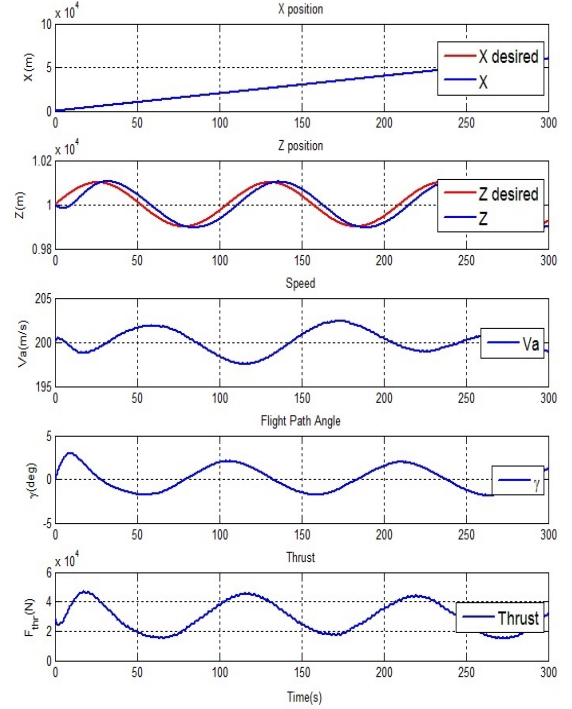 X position
x 10^4
10
5
0
X(m)
X desired
X
0 50 100 150 200 250 300
Z position
x 10^4
1.02
1
0.98
Z(m)
Z desired
Z
0 50 100 150 200 250 300
Speed
205
200
195
Va(m/s)
Va
0 50 100 150 200 250 300
Flight Path Angle
5
0
-5
γ(deg)
γ
0 50 100 150 200 250 300
Thrust
x 10^4
6
4
2
0
F_thr(N)
Thrust
0 50 100 150 200 250 300
Time(s)